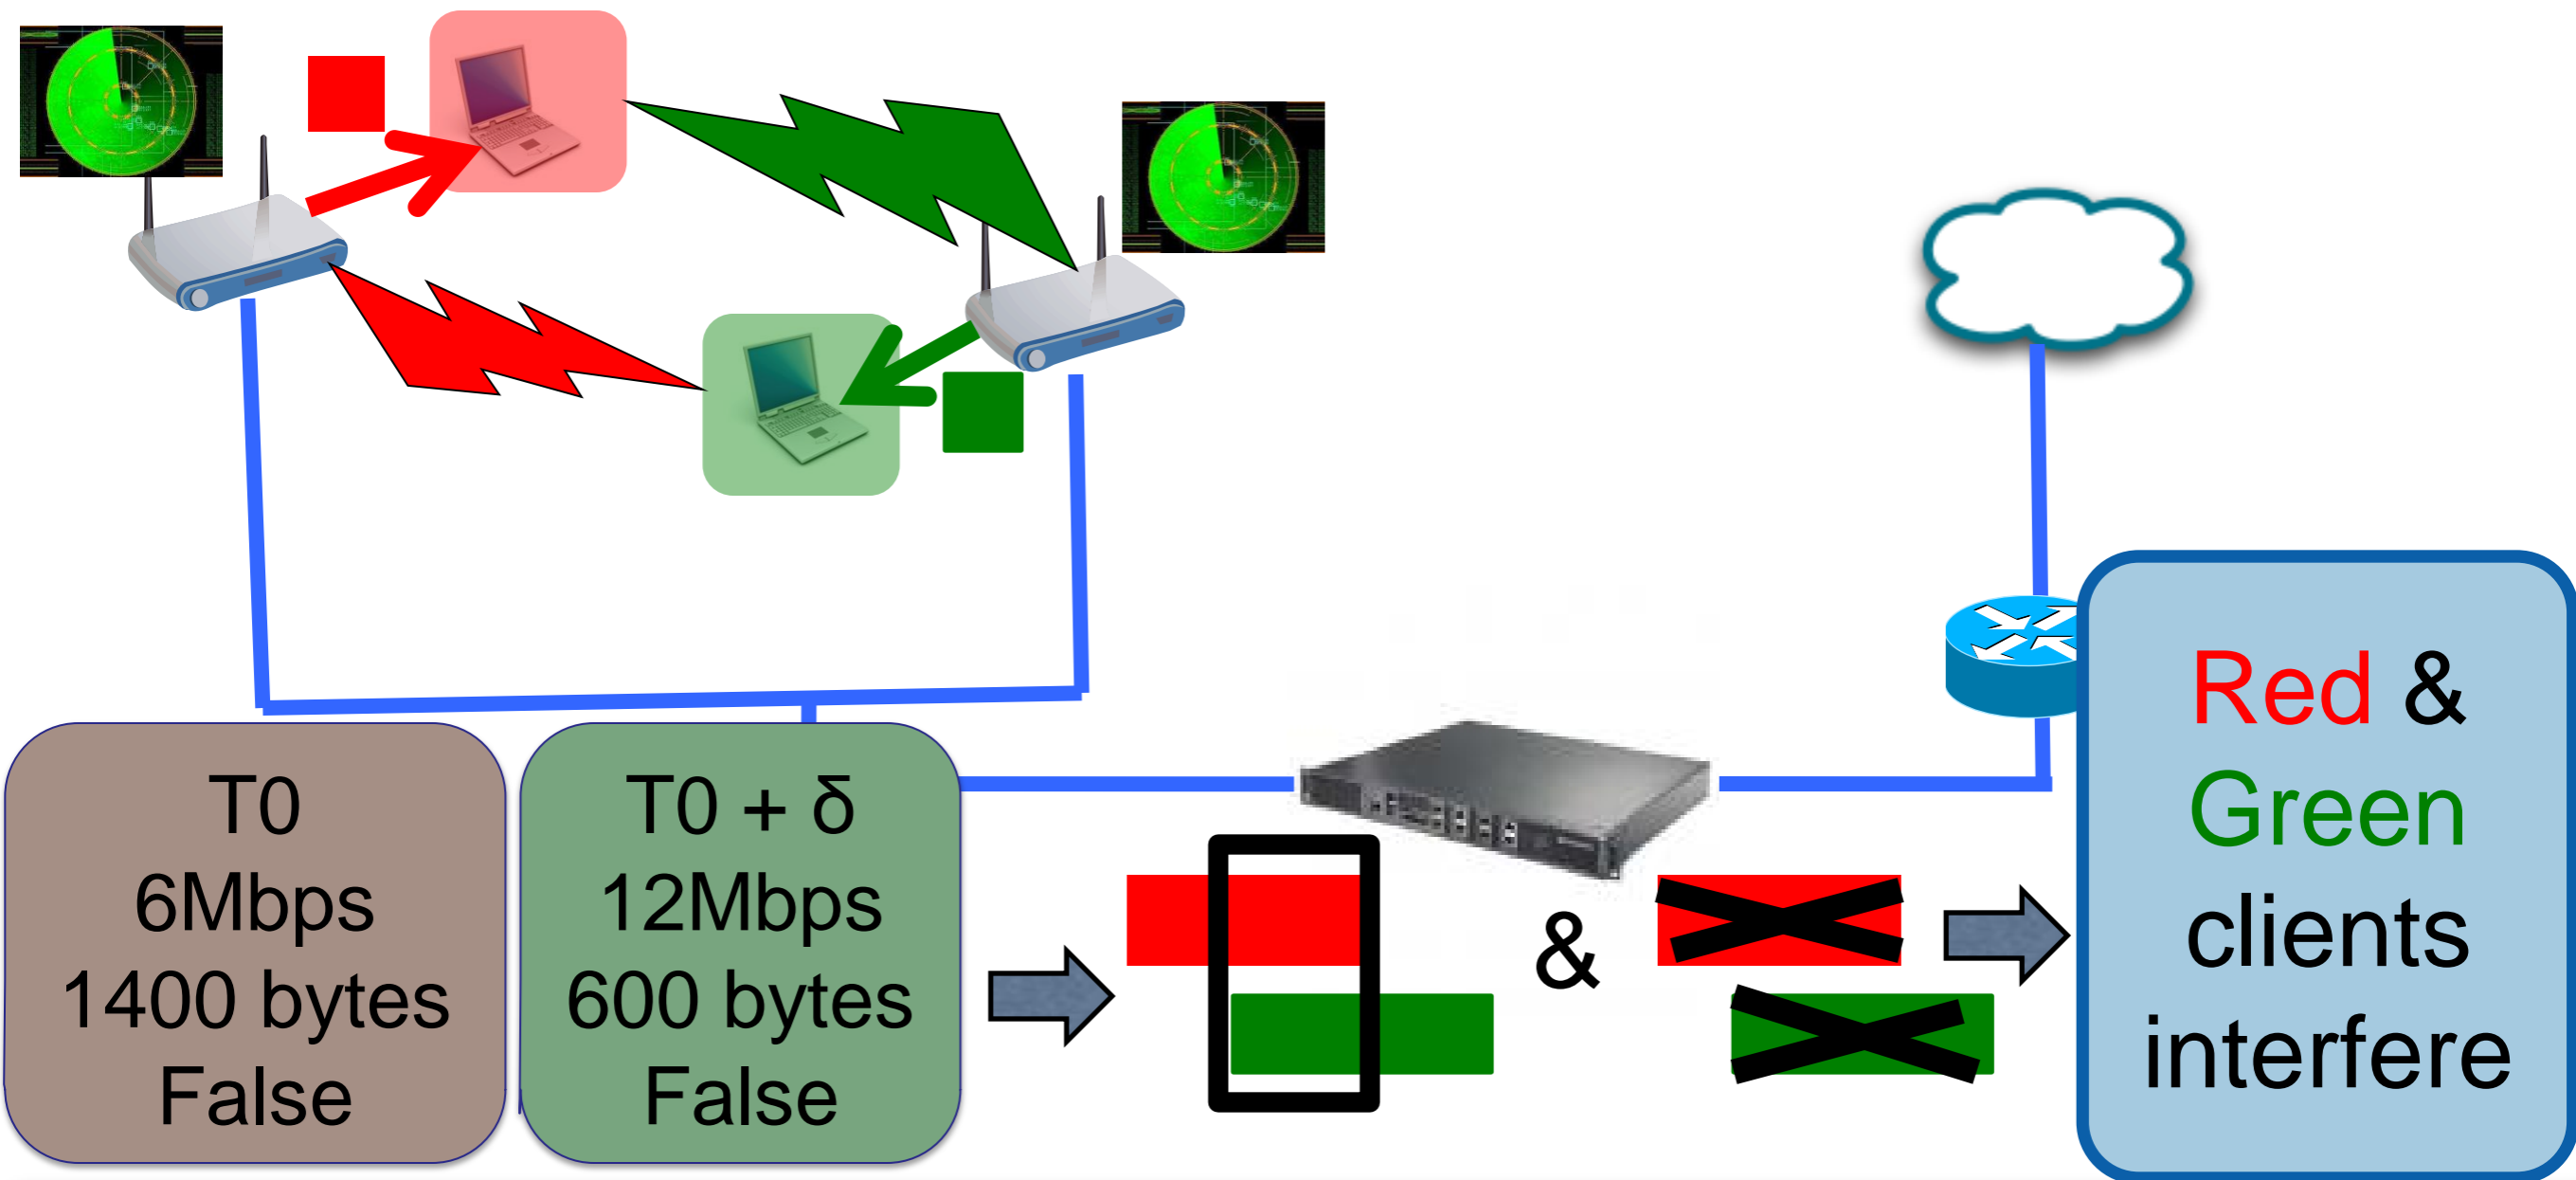 T0
6Mbps
1400 bytes
False
T0 + δ
12Mbps
600 bytes
False
&
Red &
Green
clients
interfere